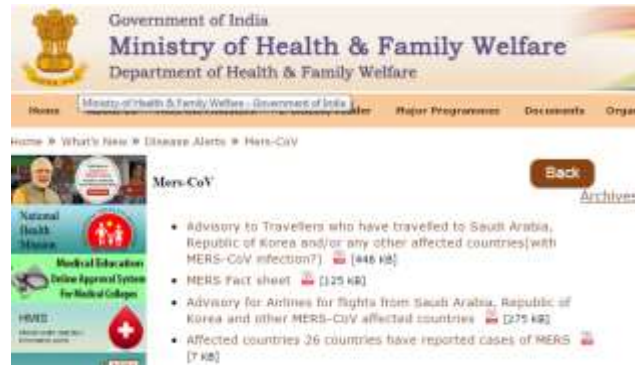 Government of India
Ministry of Health & Family Welfare
Department of Health & Family Welfare
Home
Ministry of Health & Family Welfare - Government of India
Major Programmes
Documents
Home » What's New » Disease Alerts » Mers-CoV
Mers-CoV
Back
Archives
National
Health
Mission
Medical Education
Online Approval System
For Medical Colleges
HMIS
• Advisory to Travellers who have travelled to Saudi Arabia,
Republic of Korea and/or any other affected countries(with
MERS-CoV infection?) [446 KB]
• MERS Fact sheet [125 KB]
• Advisory for Airlines for flights from Saudi Arabia, Republic of
Korea and other MERS-CoV affected countries [275 KB]
• Affected countries 26 countries have reported cases of MERS
[7 KB]